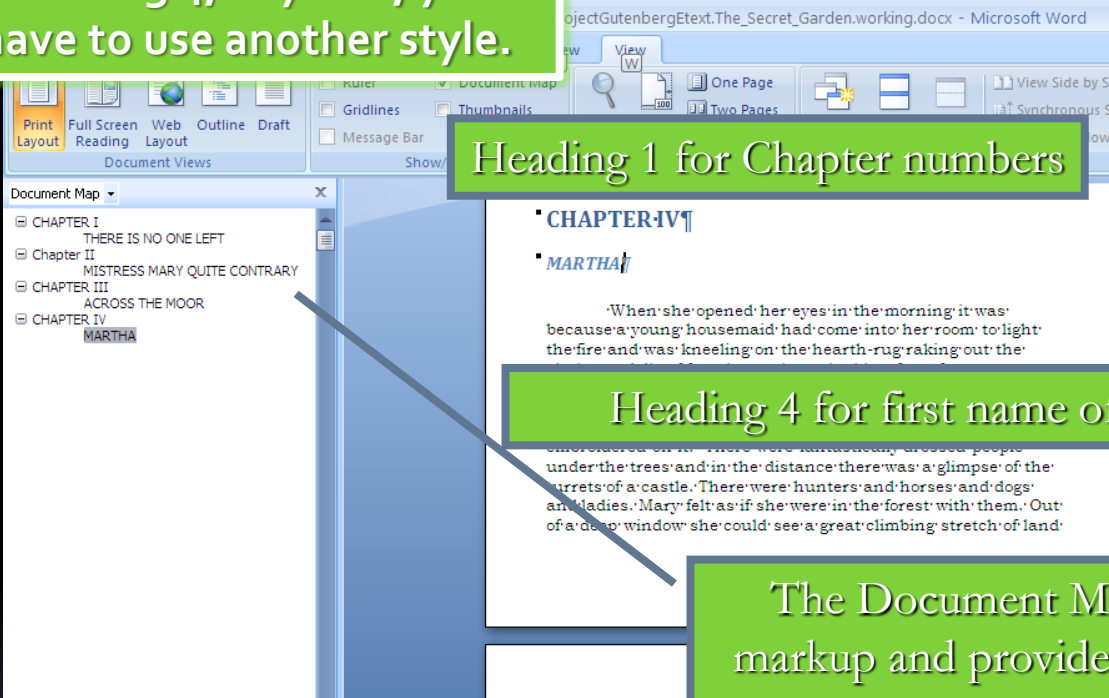 have to use another style.
ojectGutenbergEtext.The_Secret_Garden.working.docx - Microsoft Word
View
W
Ruler
Document Map
Gridlines
Thumbnails
Message Bar
Show/
Print Layout
Full Screen Reading
Web Layout
Outline
Draft
Document Views
100
One Page
Two Pages
View Side by S
Synchronous S
Heading 1 for Chapter numbers
Document Map
x
CHAPTER I
THERE IS NO ONE LEFT
Chapter II
MISTRESS MARY QUITE CONTRARY
CHAPTER III
ACROSS THE MOOR
CHAPTER IV
MARTHA
CHAPTER·IV¶
MARTHA¶
·When·she·opened·her·eyes·in·the·morning·it·was·
because·a·young·housemaid·had·come·into·her·room·to·light·
the·fire·and·was·kneeling·on·the·hearth-rug·raking·out·the·
Heading 4 for first name of
under·the·trees·and·in·the·distance·there·was·a·glimpse·of·the·
turrets·of·a·castle.·There·were·hunters·and·horses·and·dogs·
and·ladies.·Mary·felt·as·if·she·were·in·the·forest·with·them.·Out·
of·a·deep·window·she·could·see·a·great·climbing·stretch·of·land·
The Document M
markup and provide